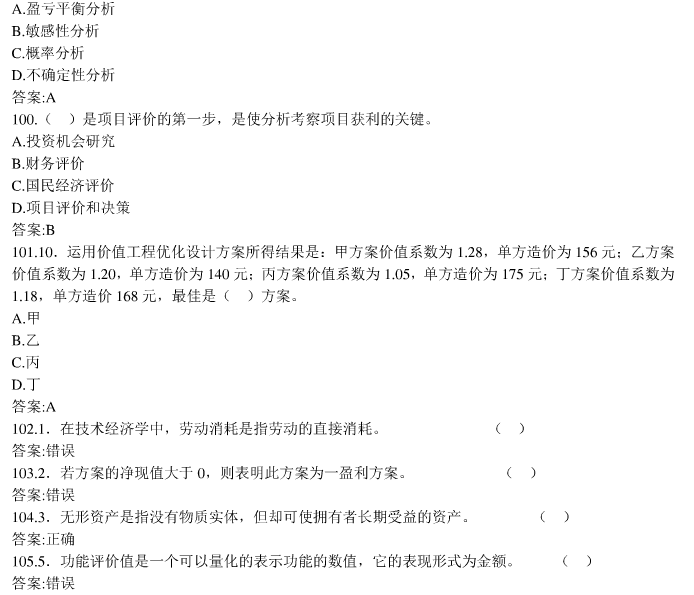 A.盈亏平衡分析
B.敏感性分析
C.概率分析
D.不确定性分析
答案:A
100.（　）是项目评价的第一步，是使分析考察项目获利的关键。
A.投资机会研究
B.财务评价
C.国民经济评价
D.项目评价和决策
答案:B
101.10．运用价值工程优化设计方案所得结果是：甲方案价值系数为 1.28，单方造价为 156 元；乙方案
价值系数为 1.20，单方造价为 140 元；丙方案价值系数为 1.05，单方造价为 175 元；丁方案价值系数为
1.18，单方造价 168 元，最佳是（　）方案。
A.甲
B.乙
C.丙
D.丁
答案:A
102.1．在技术经济学中，劳动消耗是指劳动的直接消耗。　　　　　　　（　）
答案:错误
103.2．若方案的净现值大于 0，则表明此方案为一盈利方案。　　　　　　（　）
答案:错误
104.3．无形资产是指没有物质实体，但却可使拥有者长期受益的资产。　　　　（　）
答案:正确
105.5．功能评价值是一个可以量化的表示功能的数值，它的表现形式为金额。　　（　）
答案:错误